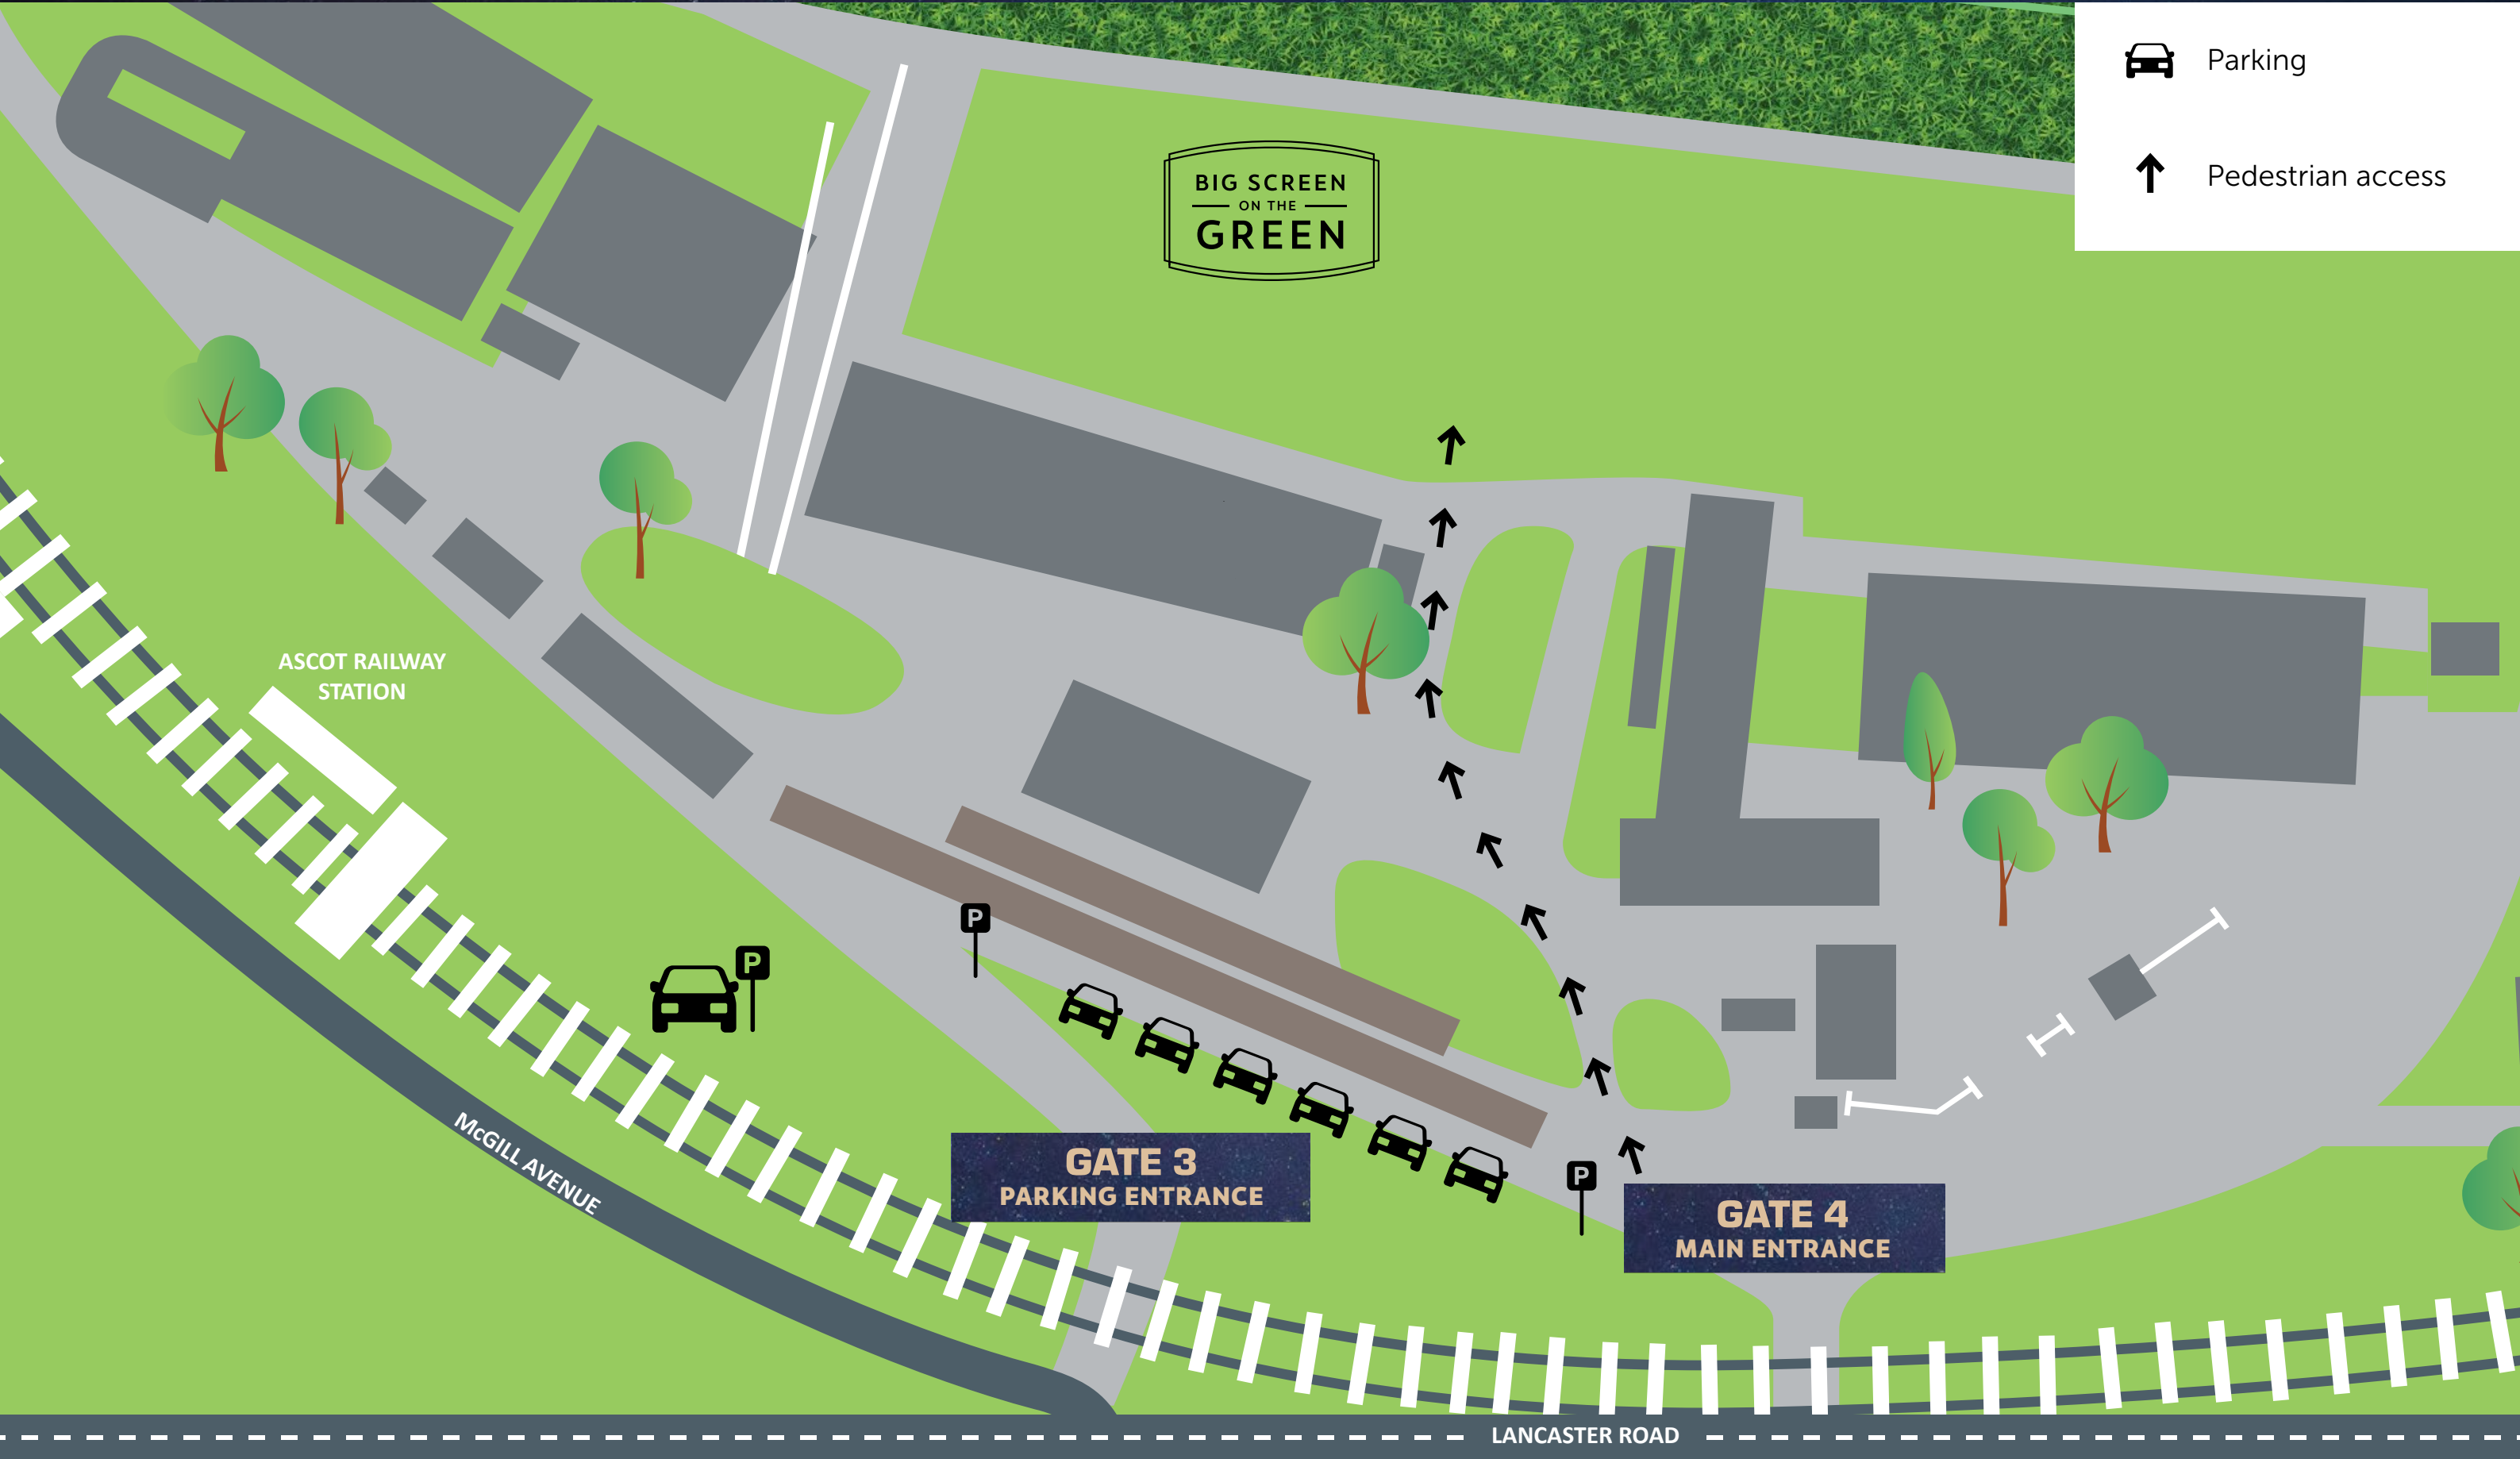 Parking
Pedestrian access
BIG SCREEN
ON THE
GREEN
ASCOT RAILWAY
STATION
P
P
GATE 3
PARKING ENTRANCE
P
GATE 4
MAIN ENTRANCE
McGILL AVENUE
LANCASTER ROAD